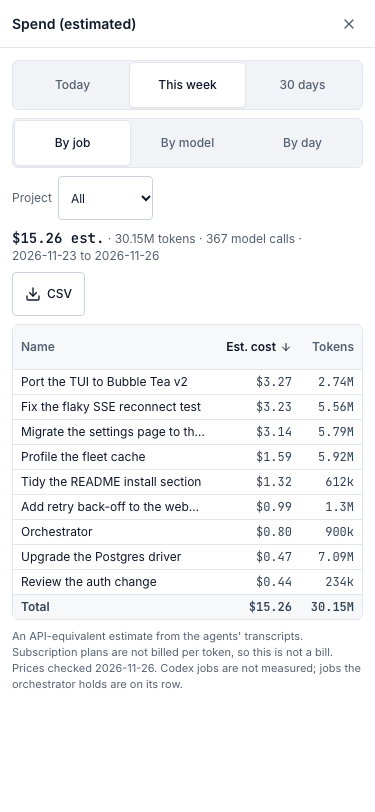 Spend (estimated)
Today This week 30 days
By job By model By day
Project All
$15.26 est. · 30.15M tokens · 367 model calls ·
2026-11-23 to 2026-11-26
CSV
Name Est. cost ↓ Tokens
Port the TUI to Bubble Tea v2 $3.27 2.74M
Fix the flaky SSE reconnect test $3.23 5.56M
Migrate the settings page to th... $3.14 5.79M
Profile the fleet cache $1.59 5.92M
Tidy the README install section $1.32 612k
Add retry back-off to the web... $0.99 1.3M
Orchestrator $0.80 900k
Upgrade the Postgres driver $0.47 7.09M
Review the auth change $0.44 234k
Total $15.26 30.15M
An API-equivalent estimate from the agents' transcripts.
Subscription plans are not billed per token, so this is not a bill.
Prices checked 2026-11-26. Codex jobs are not measured; jobs the
orchestrator holds are on its row.